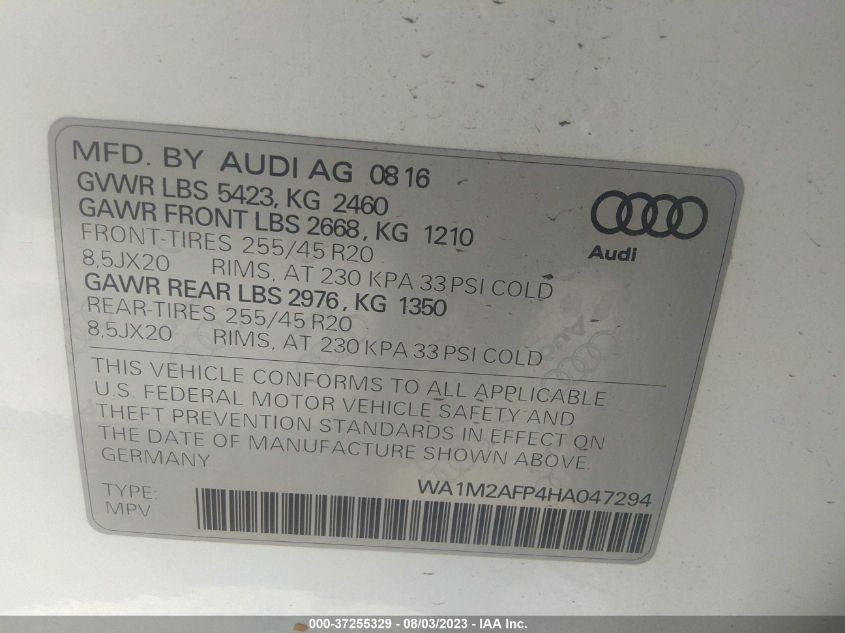 MFD. BY AUDI AG 0816
GVWR LBS 5423, KG 2460
GAWR FRONT LBS 2668, KG 1210
FRONT-TIRES 255/45 R20
8,5JX20 RIMS, AT 230 KPA 33 PSI COLD
GAWR REAR LBS 2976, KG 1350
REAR-TIRES 255/45 R20
8,5JX20 RIMS, AT 230 KPA 33 PSI COLD
Audi
THIS VEHICLE CONFORMS TO ALL APPLICABLE
U.S. FEDERAL MOTOR VEHICLE SAFETY AND
THEFT PREVENTION STANDARDS IN EFFECT ON
THE DATE OF MANUFACTURE SHOWN ABOVE.
GERMANY
WA1M2AFP4HA047294
TYPE:
MPV
000-37255329 - 08/03/2023 - IAA Inc.